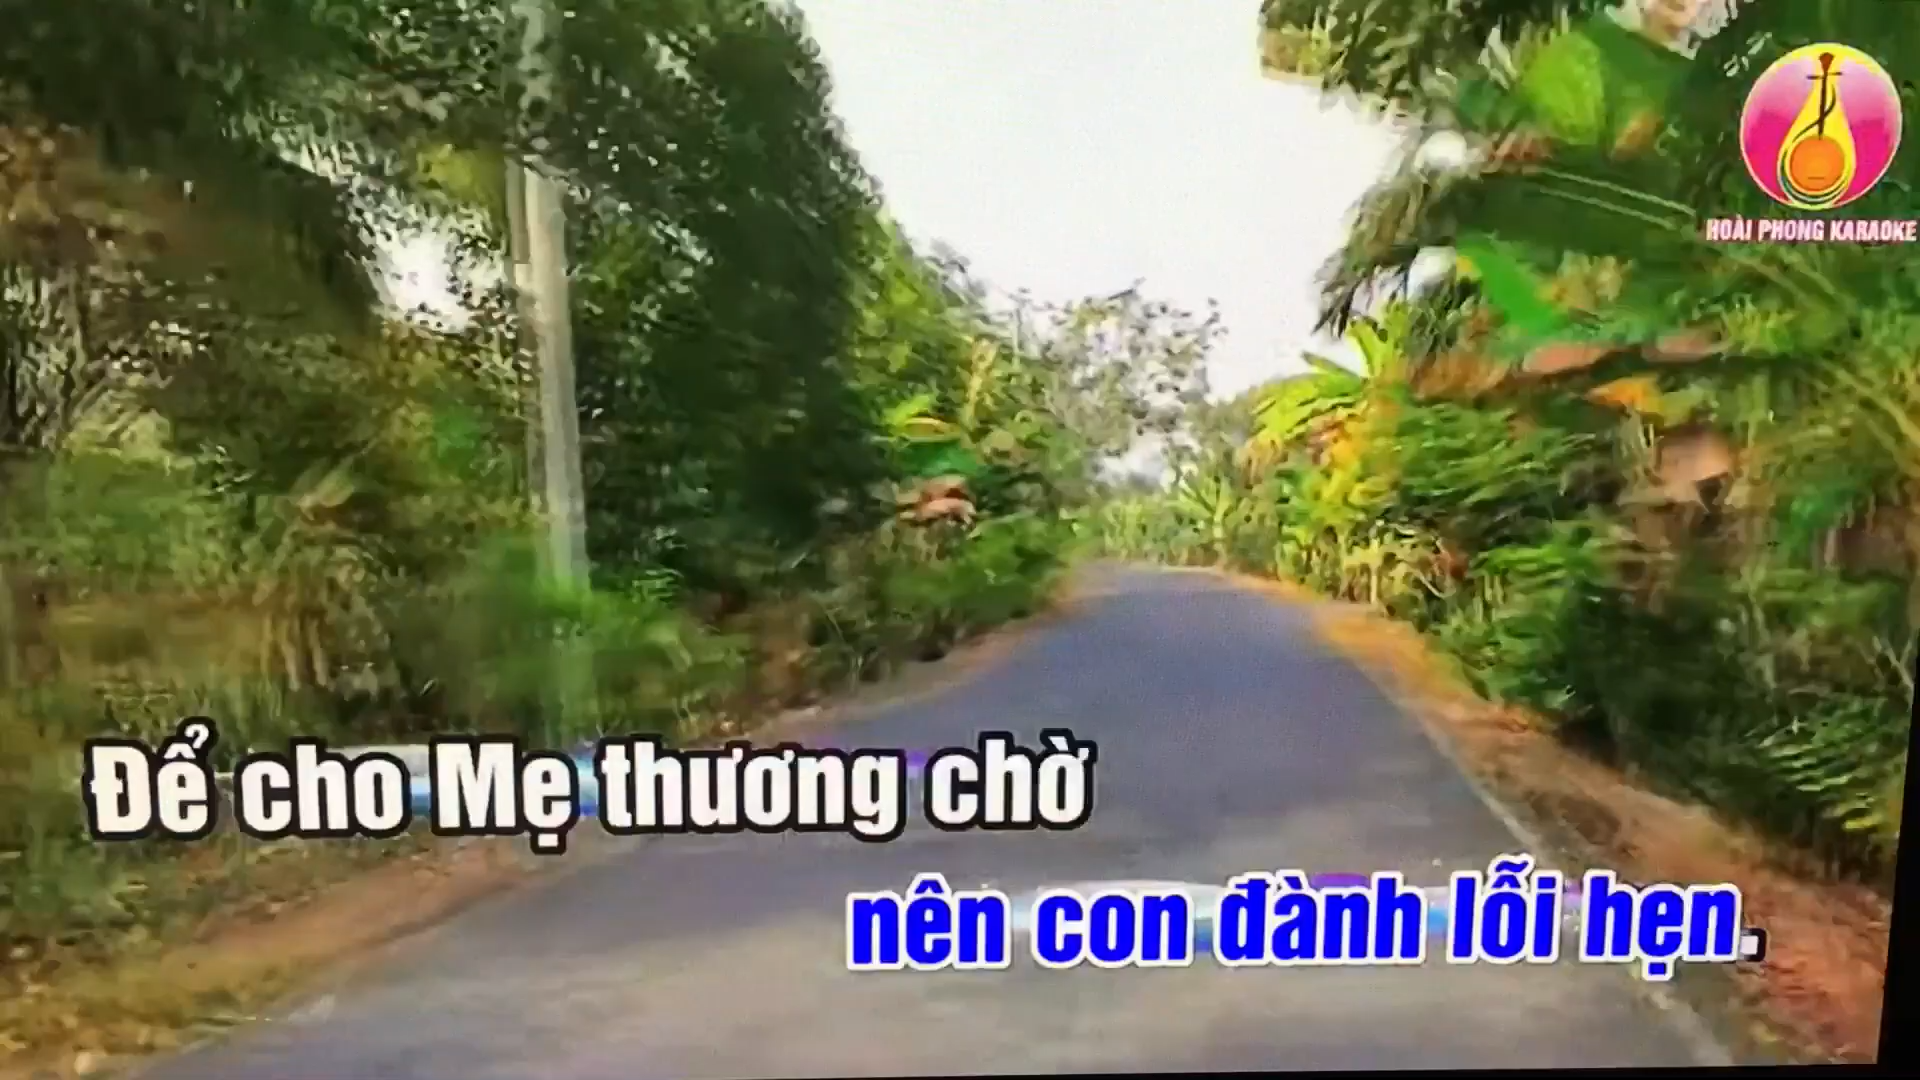 HOÀI PHONG KARAOKE
Để cho Mẹ thương chờ
nên con đành lỗi hẹn.